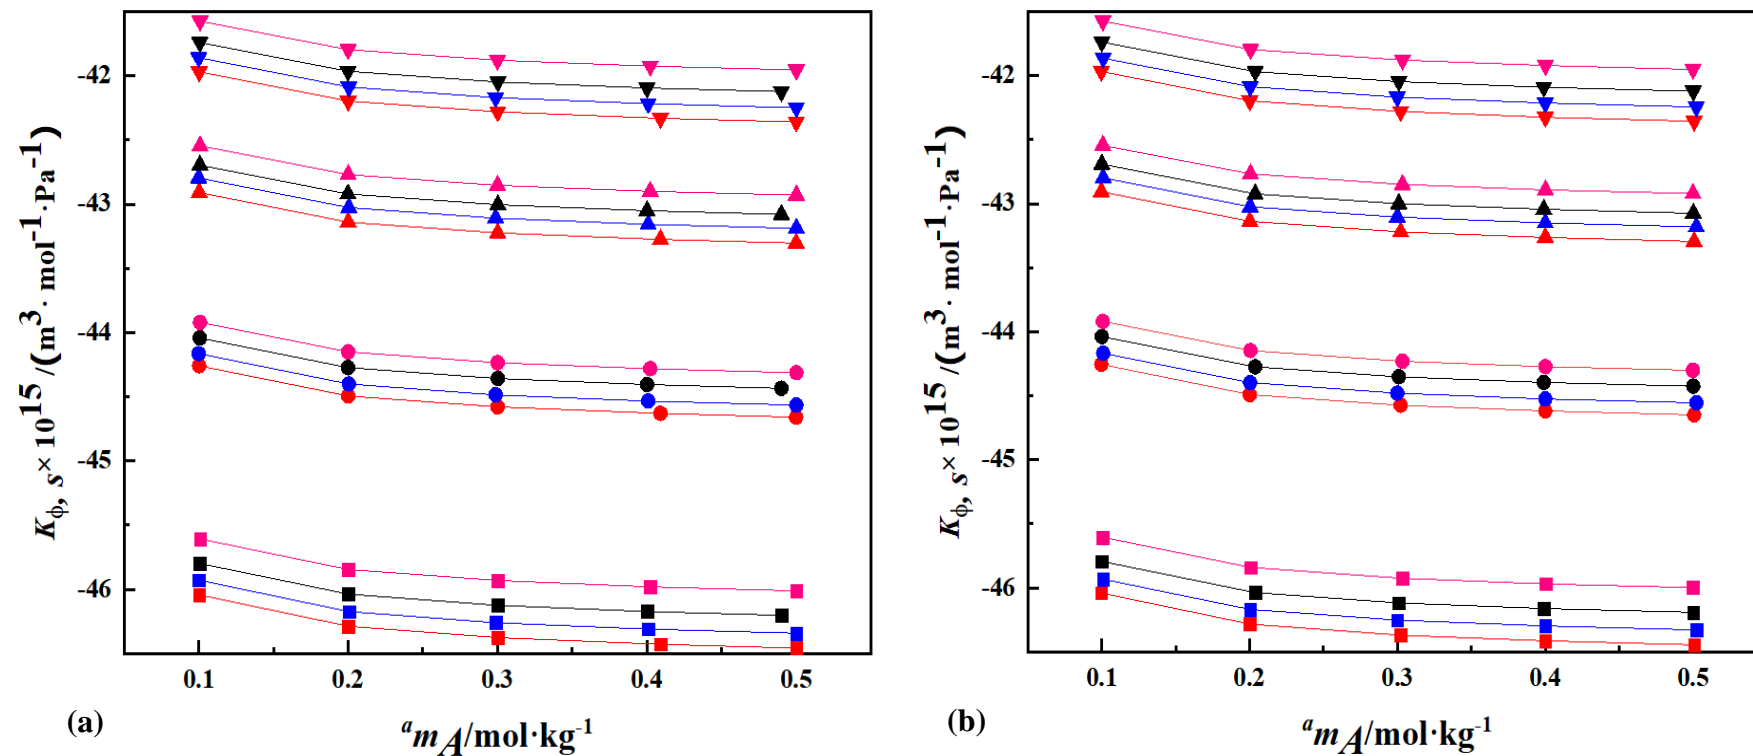 K_ϕ, s×10^15 /(m^3· mol^-1·Pa^-1)
-42
-43
-44
-45
-46
0.1 0.2 0.3 0.4 0.5
(a)
^a m_A/mol·kg^-1
K_ϕ, s×10^15 /(m^3· mol^-1·Pa^-1)
-42
-43
-44
-45
-46
0.1 0.2 0.3 0.4 0.5
(b)
^a m_A/mol·kg^-1